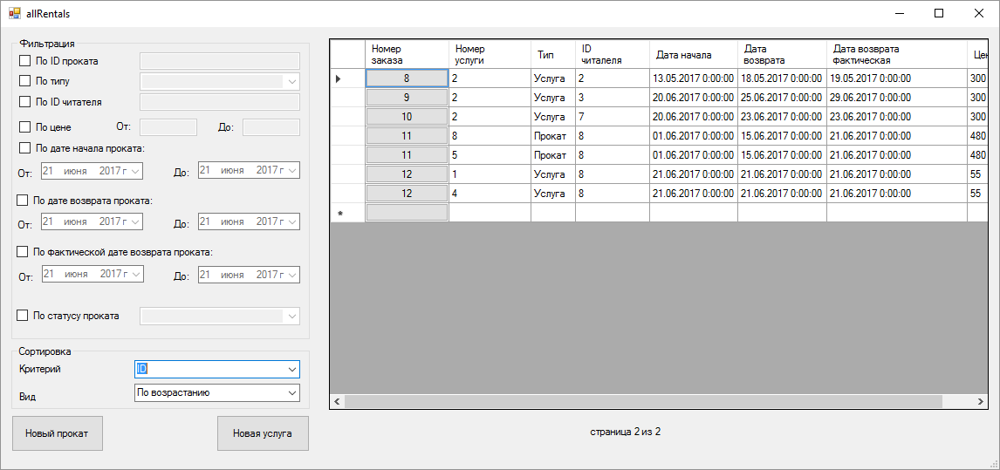 allRentals
Фильтрация
По ID проката
По типу
По ID читателя
По цене От: До:
По дате начала проката:
От: 21 июня 2017 г До: 21 июня 2017 г
По дате возврата проката:
От: 21 июня 2017 г До: 21 июня 2017 г
По фактической дате возврата проката:
От: 21 июня 2017 г До: 21 июня 2017 г
По статусу проката
Сортировка
Критерий ID
Вид По возрастанию
Новый прокат Новая услуга
Номер заказа Номер услуги Тип ID читалеля Дата начала Дата возврата Дата возврата фактическая Цен
8 2 Услуга 2 13.05.2017 0:00:00 18.05.2017 0:00:00 19.05.2017 0:00:00 300
9 2 Услуга 3 20.06.2017 0:00:00 25.06.2017 0:00:00 29.06.2017 0:00:00 300
10 2 Услуга 7 20.06.2017 0:00:00 23.06.2017 0:00:00 23.06.2017 0:00:00 300
11 8 Прокат 8 01.06.2017 0:00:00 15.06.2017 0:00:00 21.06.2017 0:00:00 480
11 5 Прокат 8 01.06.2017 0:00:00 15.06.2017 0:00:00 21.06.2017 0:00:00 480
12 1 Услуга 8 21.06.2017 0:00:00 21.06.2017 0:00:00 21.06.2017 0:00:00 55
12 4 Услуга 8 21.06.2017 0:00:00 21.06.2017 0:00:00 21.06.2017 0:00:00 55
страница 2 из 2